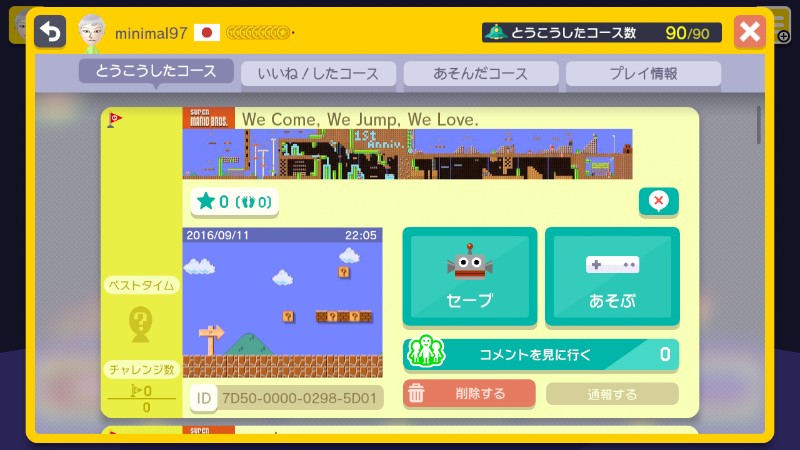 minimal97
とうこうしたコース数 90/90
とうこうしたコース
いいね!したコース
あそんだコース
プレイ情報
SUPER
MARIO BROS.
We Come, We Jump, We Love.
1st
Anniv.
0 (0)
2016/09/11 22:05
ベストタイム
セーブ
あそぶ
コメントを見に行く 0
チャレンジ数
0
0
ID 7D50-0000-0298-5D01
削除する
通報する
SUPER